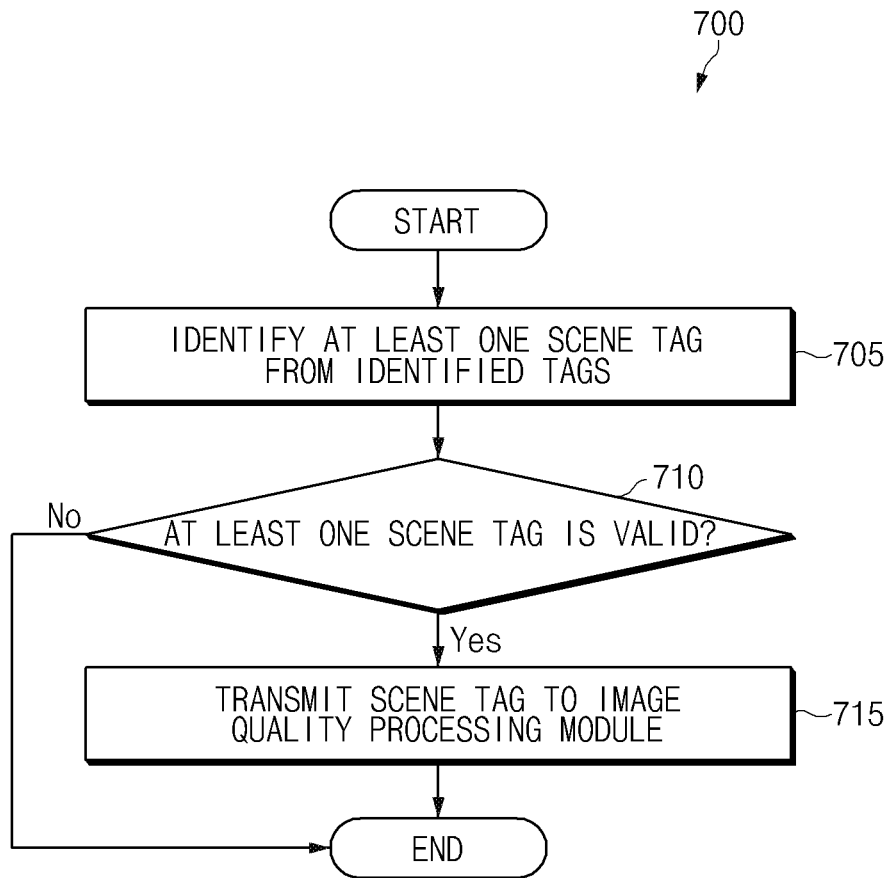 700
START
IDENTIFY AT LEAST ONE SCENE TAG
FROM IDENTIFIED TAGS
705
710
No
AT LEAST ONE SCENE TAG IS VALID?
Yes
TRANSMIT SCENE TAG TO IMAGE
QUALITY PROCESSING MODULE
715
END